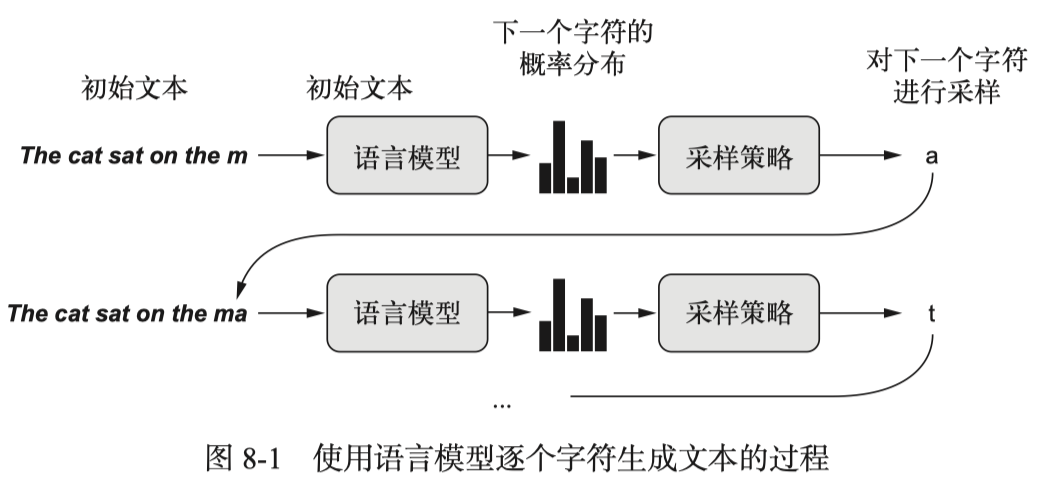 下一个字符的
概率分布
对下一个字符
进行采样
初始文本
初始文本
The cat sat on the m
语言模型
采样策略
a
The cat sat on the ma
语言模型
采样策略
t
...
图 8-1 使用语言模型逐个字符生成文本的过程